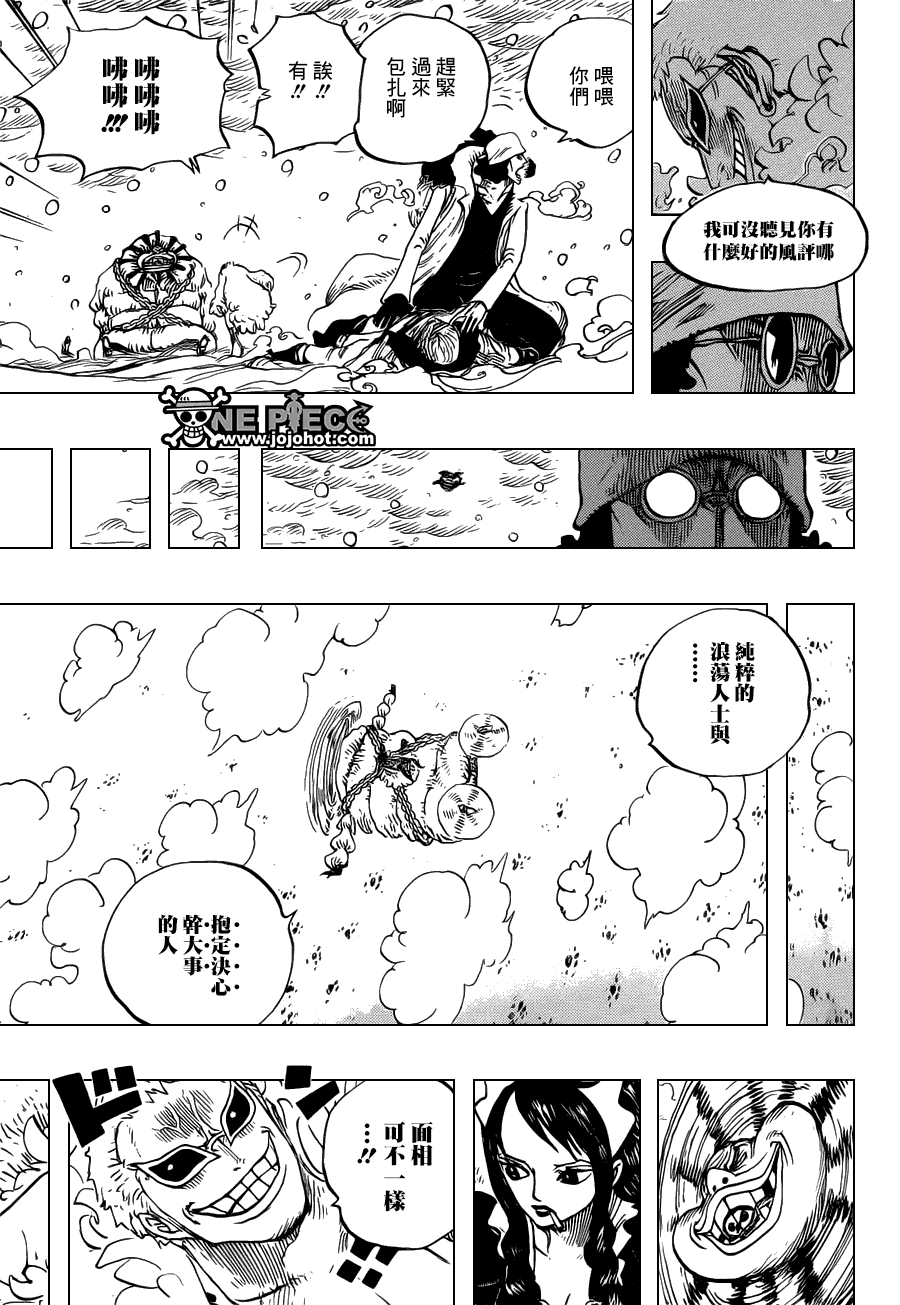 我可沒聽見你有
什麼好的風評哪
喂喂
你們
趕緊
過來
包扎啊
誒!!
有!!
咈咈咈
咈咈!!!
ONE PIECE
www.jojohot.com
純粹的
浪蕩人士與
……
抱定決心
幹大事
的人
面相
可不一樣
…!!
ドン